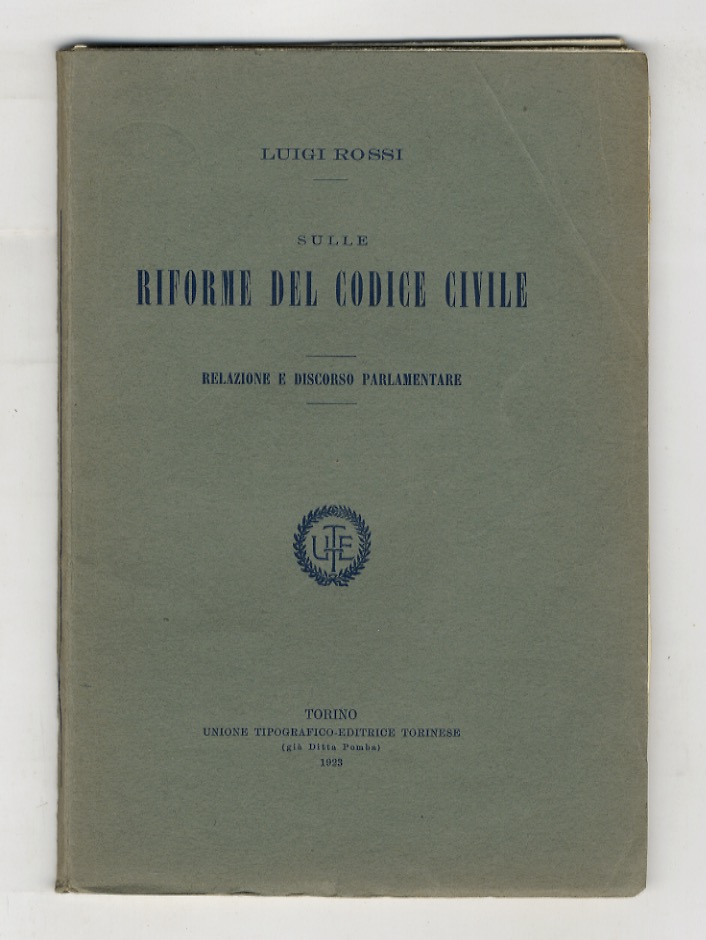 LUIGI ROSSI
SULLE
RIFORME DEL CODICE CIVILE
RELAZIONE E DISCORSO PARLAMENTARE
UTET
TORINO
UNIONE TIPOGRAFICO-EDITRICE TORINESE
(già Ditta Pomba)
1923